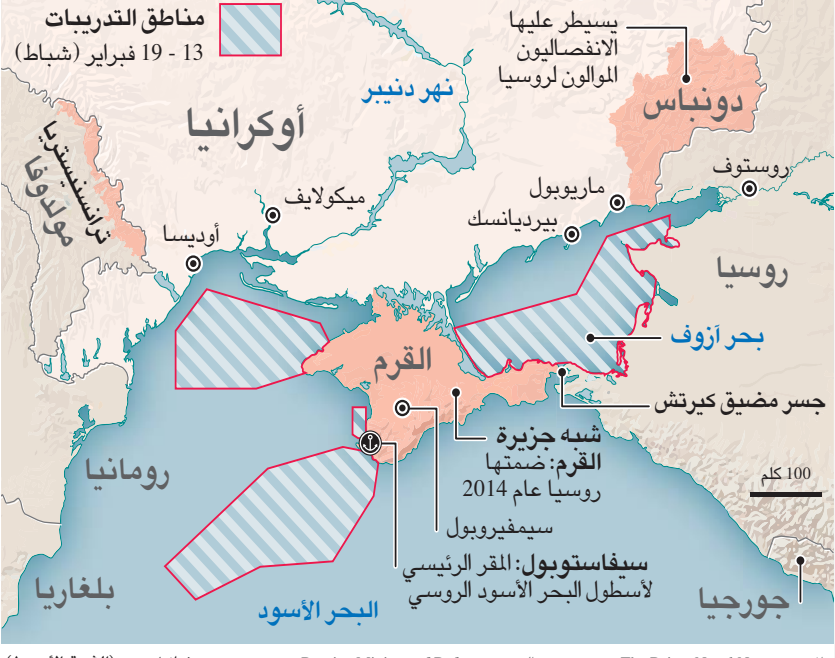 مناطق التدريبات
13 - 19 فبراير (شباط)
يسيطر عليها
الانفصاليون
الموالون لروسيا
دونباس
نهر دنيبر
أوكرانيا
ترانسنيستريا
مولدوفا
ميكولايف
أوديسا
ماريوبول
بيرديانسك
روستوف
روسيا
بحر آزوف
القرم
جسر مضيق كيرتش
شبه جزيرة
القرم: ضمتها
روسيا عام 2014
100 كلم
رومانيا
سيمفيروبول
سيفاستوبول: المقر الرئيسي
لأسطول البحر الأسود الروسي
بلغاريا
البحر الأسود
جورجيا